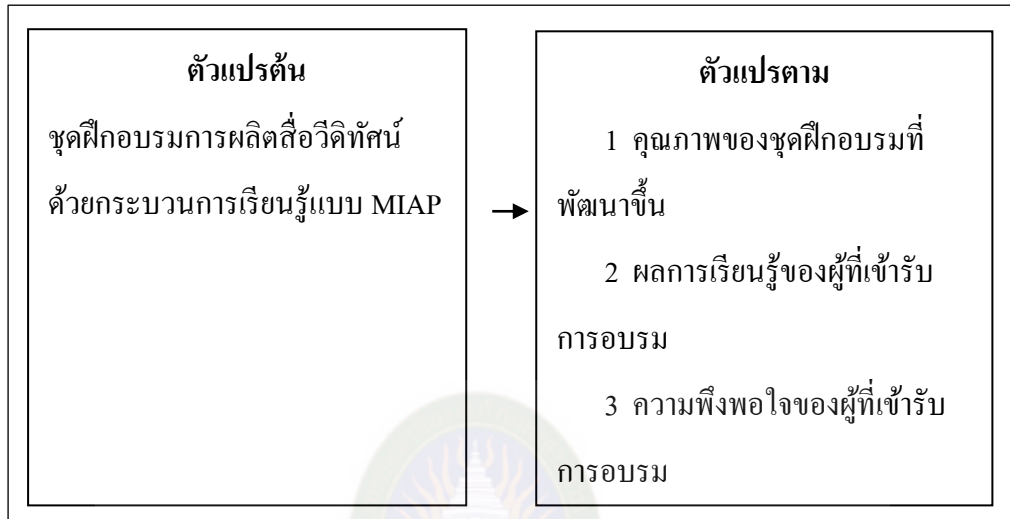 ตัวแปรต้น
ชุดฝึกอบรมการผลิตสื่อวีดิทัศน์
ด้วยกระบวนการเรียนรู้แบบ MIAP
→
ตัวแปรตาม
1 คุณภาพของชุดฝึกอบรมที่
พัฒนาขึ้น
2 ผลการเรียนรู้ของผู้ที่เข้ารับ
การอบรม
3 ความพึงพอใจของผู้ที่เข้ารับ
การอบรม